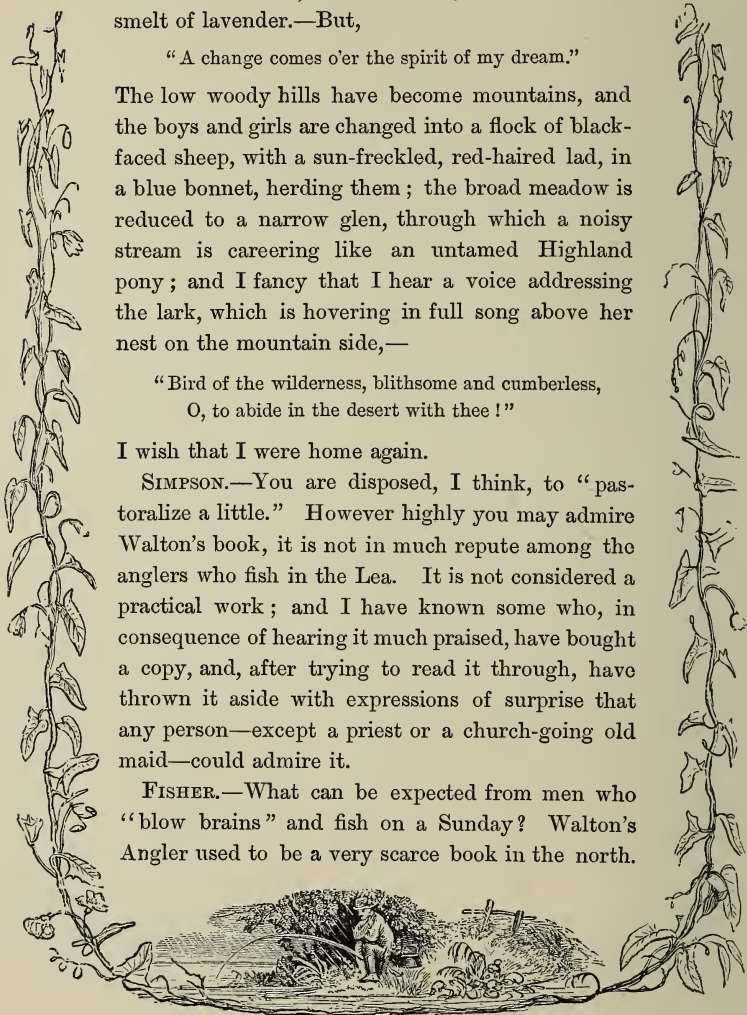 smelt of lavender.—But,
“A change comes o’er the spirit of my dream.”
The low woody hills have become mountains, and
the boys and girls are changed into a flock of black-
faced sheep, with a sun-freckled, red-haired lad, in
a blue bonnet, herding them ; the broad meadow is
reduced to a narrow glen, through which a noisy
stream is careering like an untamed Highland
pony ; and I fancy that I hear a voice addressing
the lark, which is hovering in full song above her
nest on the mountain side,—
“Bird of the wilderness, blithsome and cumberless,
O, to abide in the desert with thee !”
I wish that I were home again.
SIMPSON.—You are disposed, I think, to “pas-
toralize a little.” However highly you may admire
Walton’s book, it is not in much repute among the
anglers who fish in the Lea. It is not considered a
practical work ; and I have known some who, in
consequence of hearing it much praised, have bought
a copy, and, after trying to read it through, have
thrown it aside with expressions of surprise that
any person—except a priest or a church-going old
maid—could admire it.
FISHER.—What can be expected from men who
“blow brains” and fish on a Sunday? Walton’s
Angler used to be a very scarce book in the north.